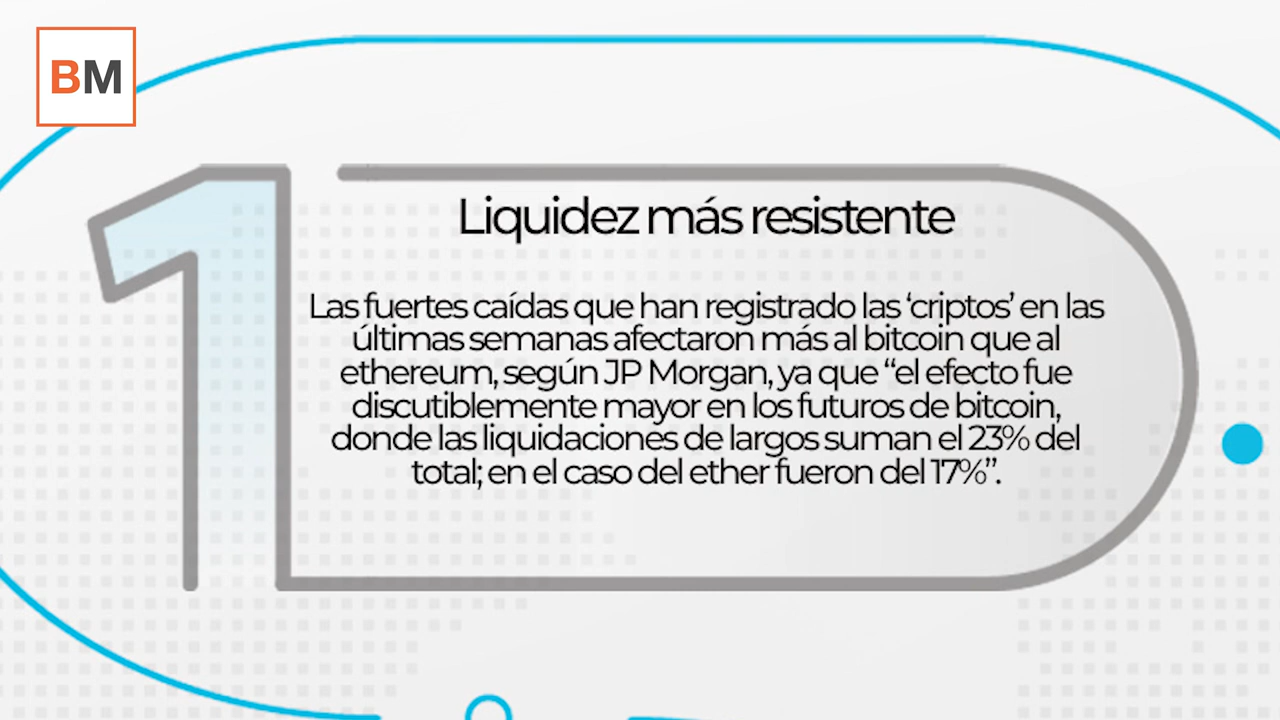 BM
1
Liquidez más resistente
Las fuertes caídas que han registrado las ‘criptos’ en las
últimas semanas afectaron más al bitcoin que al
ethereum, según JP Morgan, ya que “el efecto fue
discutiblemente mayor en los futuros de bitcoin,
donde las liquidaciones de largos suman el 23% del
total; en el caso del ether fueron del 17%”.